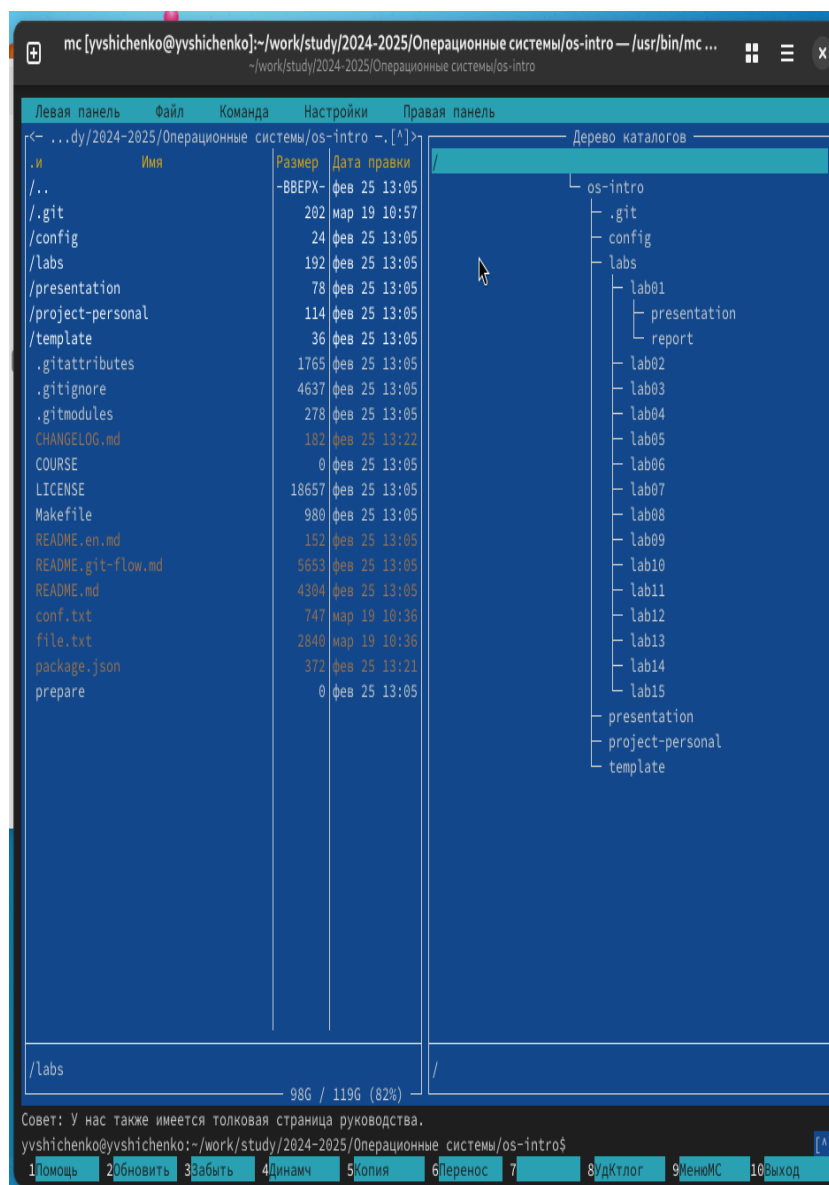 mc [yvshichenko@yvshichenko]:~/work/study/2024-2025/Операционные системы/os-intro — /usr/bin/mc ...
~/work/study/2024-2025/Операционные системы/os-intro
Левая панель Файл Команда Настройки Правая панель
<— ...dy/2024-2025/Операционные системы/os-intro —.[^]>
.и Имя Размер Дата правки
/.. -ВВЕРХ- фев 25 13:05
/.git 202 мар 19 10:57
/config 24 фев 25 13:05
/labs 192 фев 25 13:05
/presentation 78 фев 25 13:05
/project-personal 114 фев 25 13:05
/template 36 фев 25 13:05
.gitattributes 1765 фев 25 13:05
.gitignore 4637 фев 25 13:05
.gitmodules 278 фев 25 13:05
CHANGELOG.md 182 фев 25 13:22
COURSE 0 фев 25 13:05
LICENSE 18657 фев 25 13:05
Makefile 980 фев 25 13:05
README.en.md 152 фев 25 13:05
README.git-flow.md 5653 фев 25 13:05
README.md 4304 фев 25 13:05
conf.txt 747 мар 19 10:36
file.txt 2840 мар 19 10:36
package.json 372 фев 25 13:21
prepare 0 фев 25 13:05
/labs
98G / 119G (82%)
Дерево каталогов
/
os-intro
.git
config
labs
lab01
presentation
report
lab02
lab03
lab04
lab05
lab06
lab07
lab08
lab09
lab10
lab11
lab12
lab13
lab14
lab15
presentation
project-personal
template
/
Совет: У нас также имеется толковая страница руководства.
yvshichenko@yvshichenko:~/work/study/2024-2025/Операционные системы/os-intro$ [^
1Помощь 2Обновить 3Забыть 4Динамч 5Копия 6Перенос 7 8УдКтлог 9МенюMC 10Выход